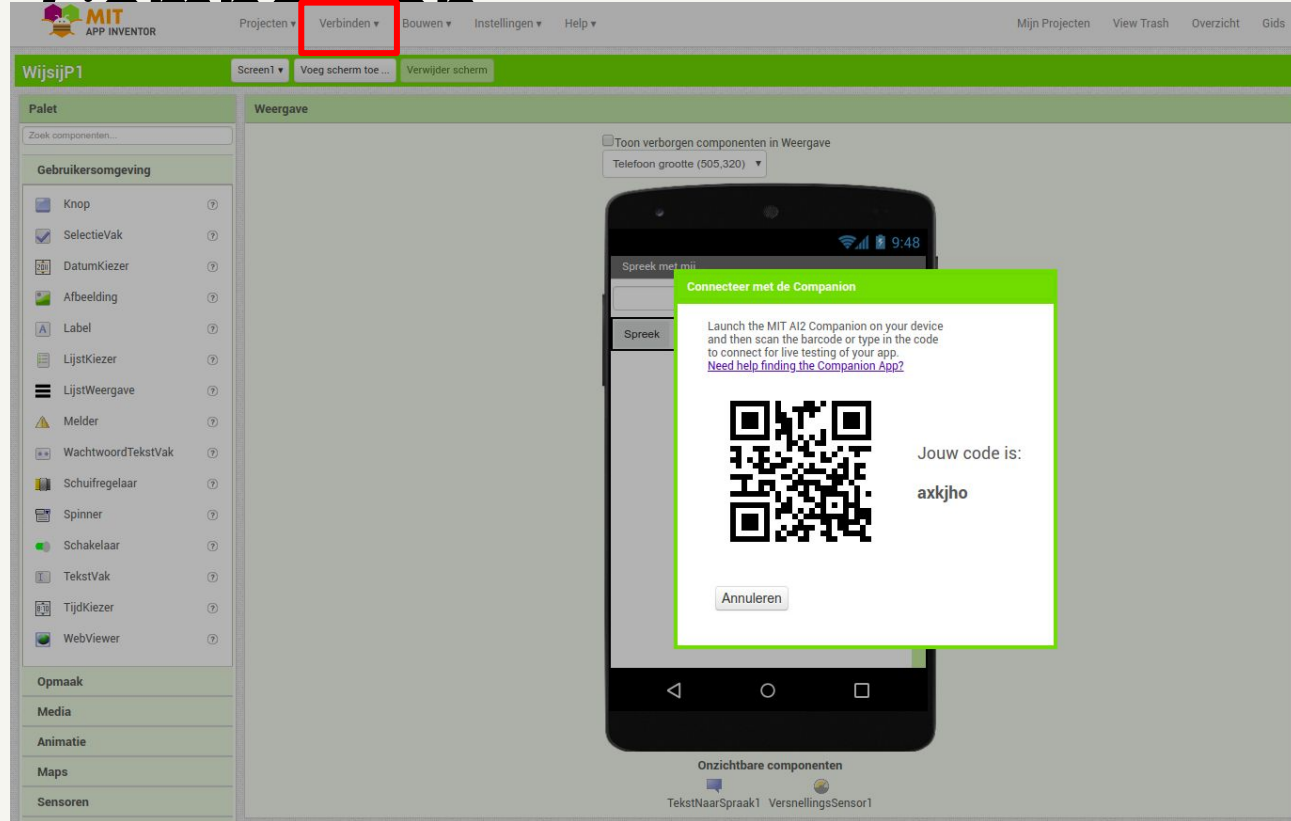 MIT
APP INVENTOR
Projecten ▾ Verbinden ▾ Bouwen ▾ Instellingen ▾ Help ▾ Mijn Projecten View Trash Overzicht Gids
WijsijP1 Screen1 ▾ Voeg scherm toe ... Verwijder scherm
Palet
Zoek componenten...
Gebruikersomgeving
Knop
SelectieVak
DatumKiezer
Afbeelding
Label
LijstKiezer
LijstWeergave
Melder
WachtwoordTekstVak
Schuifregelaar
Spinner
Schakelaar
TekstVak
TijdKiezer
WebViewer
Opmaak
Media
Animatie
Maps
Sensoren
Weergave
Toon verborgen componenten in Weergave
Telefoon grootte (505,320) ▾
9:48
Spreek met mij
Spreek
Connecteer met de Companion
Launch the MIT AI2 Companion on your device
and then scan the barcode or type in the code
to connect for live testing of your app.
Need help finding the Companion App?
Jouw code is:
axkjho
Annuleren
Onzichtbare componenten
TekstNaarSpraak1 VersnellingsSensor1